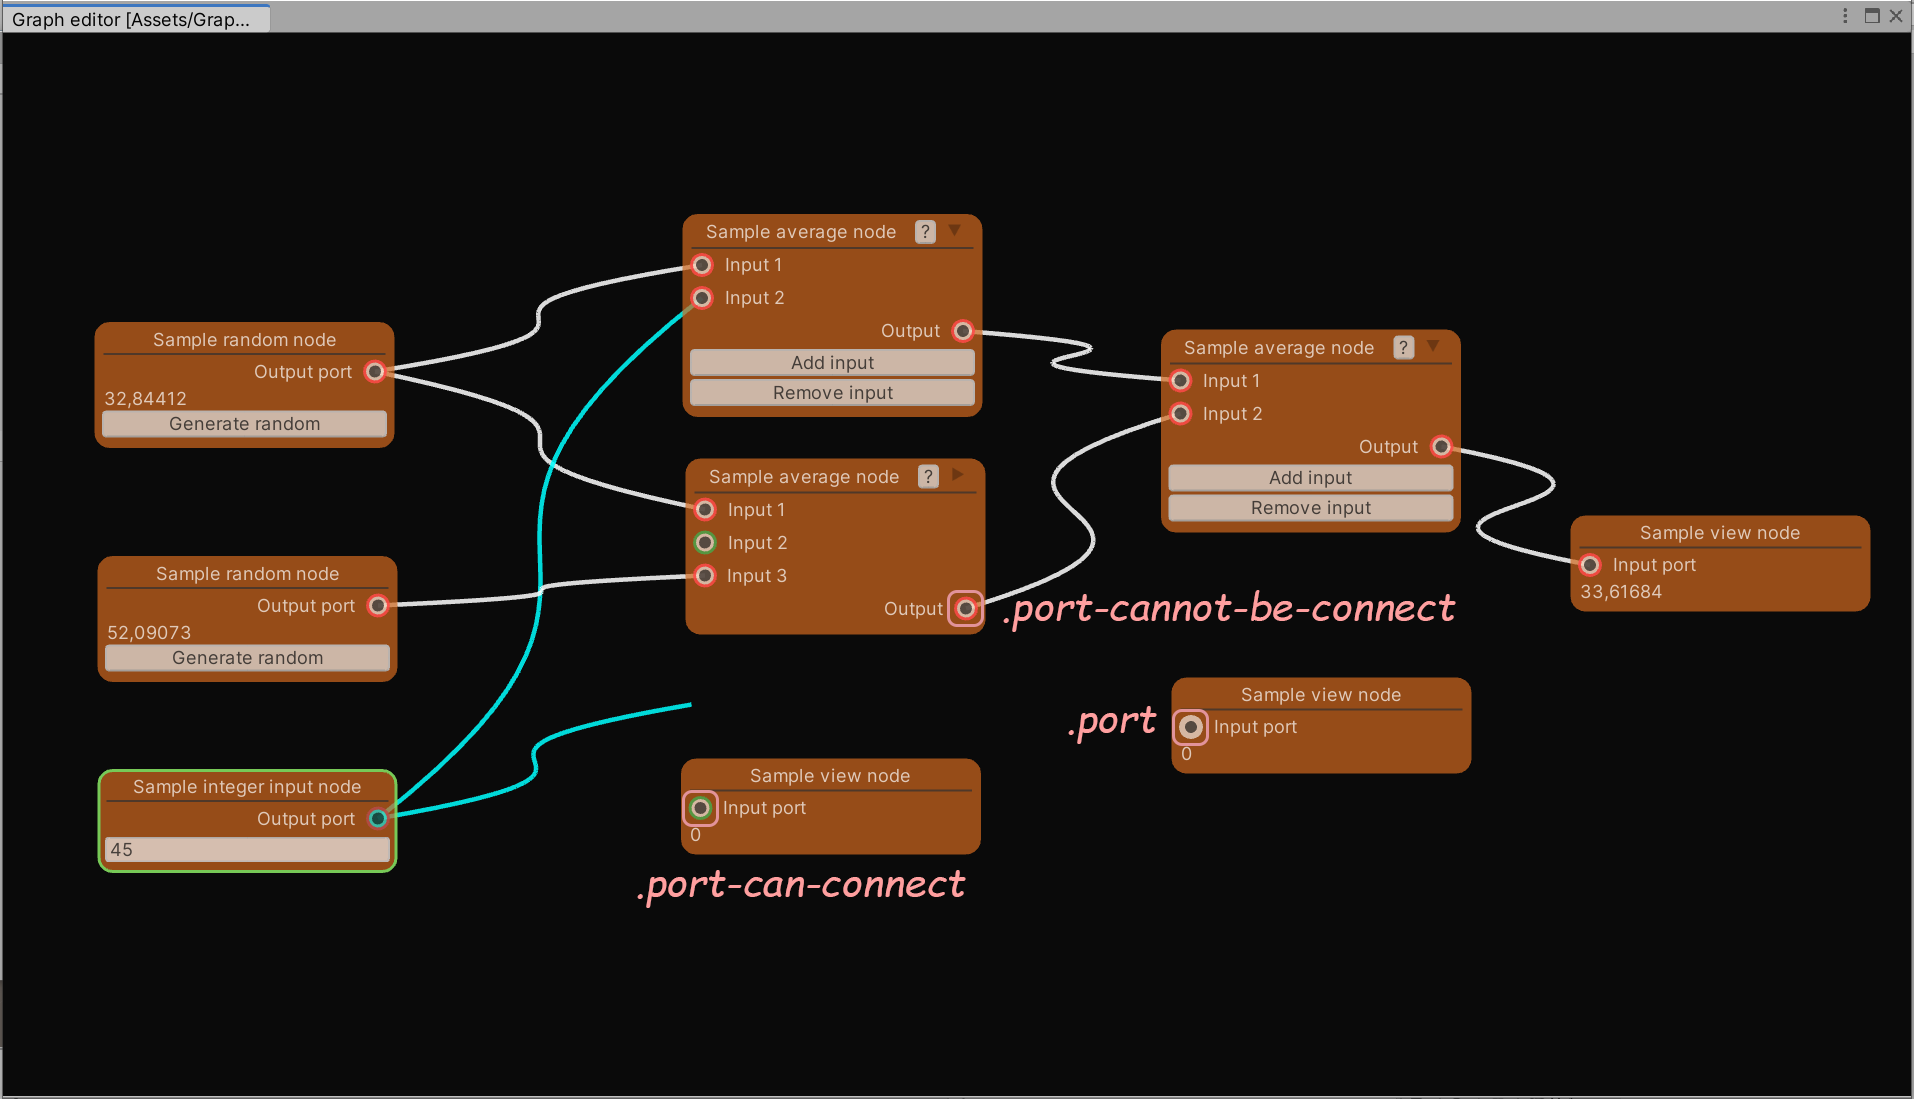 Graph editor [Assets/Grap...
Sample average node ?
Input 1
Input 2
Output
Add input
Remove input
Sample random node
Output port
32,84412
Generate random
Sample average node ?
Input 1
Input 2
Output
Add input
Remove input
Sample average node ?
Input 1
Input 2
Input 3
Output
.port-cannot-be-connect
Sample view node
Input port
33,61684
Sample random node
Output port
52,09073
Generate random
.port
Sample view node
Input port
0
Sample integer input node
Output port
45
Sample view node
Input port
0
.port-can-connect